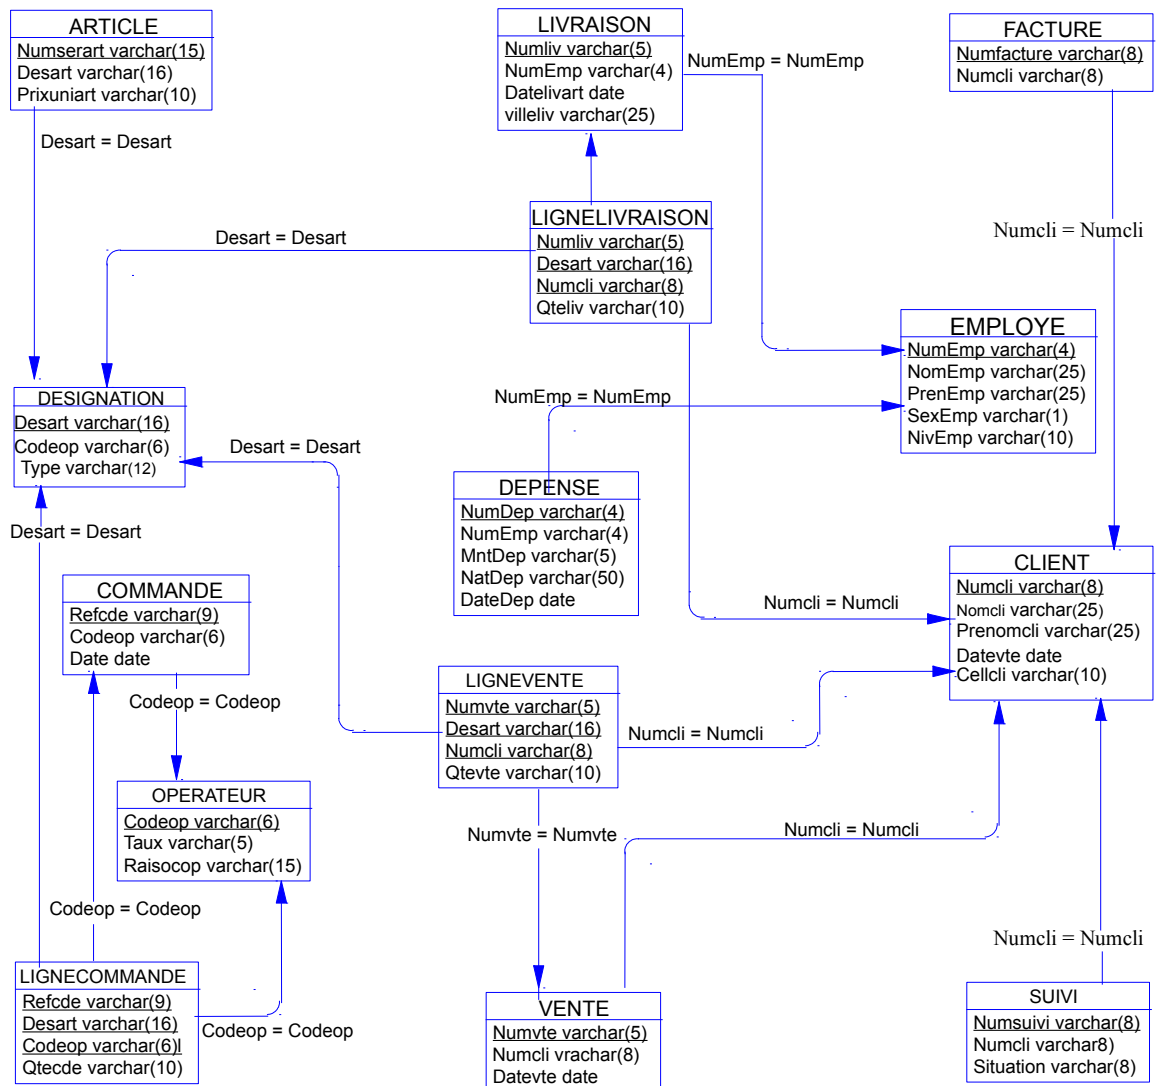 ARTICLE
Numserart varchar(15)
Desart varchar(16)
Prixuniart varchar(10)
Desart = Desart
LIVRAISON
Numliv varchar(5)
NumEmp varchar(4)
Datelivart date
villeliv varchar(25)
NumEmp = NumEmp
FACTURE
Numfacture varchar(8)
Numcli varchar(8)
Numcli = Numcli
LIGNELIVRAISON
Numliv varchar(5)
Desart varchar(16)
Numcli varchar(8)
Qteliv varchar(10)
Desart = Desart
EMPLOYE
NumEmp varchar(4)
NomEmp varchar(25)
PrenEmp varchar(25)
SexEmp varchar(1)
NivEmp varchar(10)
DESIGNATION
Desart varchar(16)
Codeop varchar(6)
Type varchar(12)
NumEmp = NumEmp
Desart = Desart
DEPENSE
NumDep varchar(4)
NumEmp varchar(4)
MntDep varchar(5)
NatDep varchar(50)
DateDep date
Desart = Desart
COMMANDE
Refcde varchar(9)
Codeop varchar(6)
Date date
Codeop = Codeop
CLIENT
Numcli varchar(8)
Nomcli varchar(25)
Prenomcli varchar(25)
Datevte date
Cellcli varchar(10)
Numcli = Numcli
LIGNEVENTE
Numvte varchar(5)
Desart varchar(16)
Numcli varchar(8)
Qtevte varchar(10)
Numcli = Numcli
OPERATEUR
Codeop varchar(6)
Taux varchar(5)
Raisocop varchar(15)
Numvte = Numvte
Numcli = Numcli
Codeop = Codeop
Numcli = Numcli
LIGNECOMMANDE
Refcde varchar(9)
Desart varchar(16)
Codeop varchar(6)l
Qtecde varchar(10)
Codeop = Codeop
VENTE
Numvte varchar(5)
Numcli vrachar(8)
Datevte date
SUIVI
Numsuivi varchar(8)
Numcli varchar8)
Situation varchar(8)